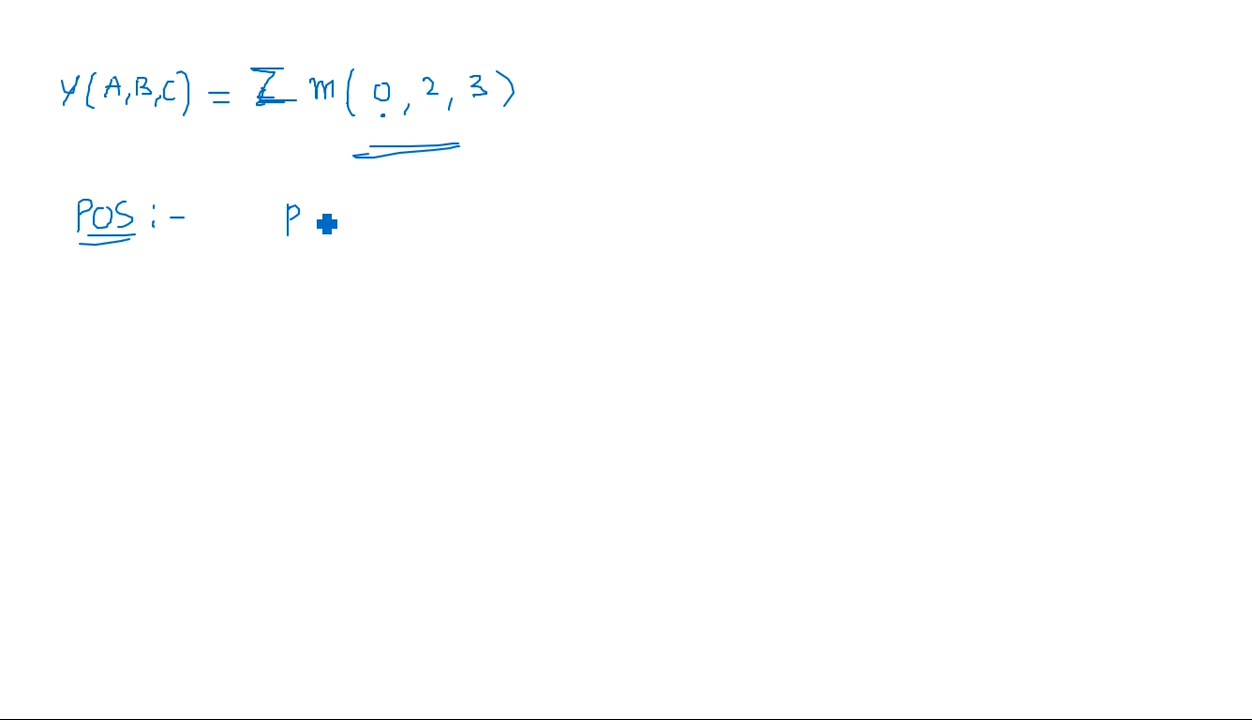 Y(A,B,C) = Σ m(0,2,3)
POS :- P